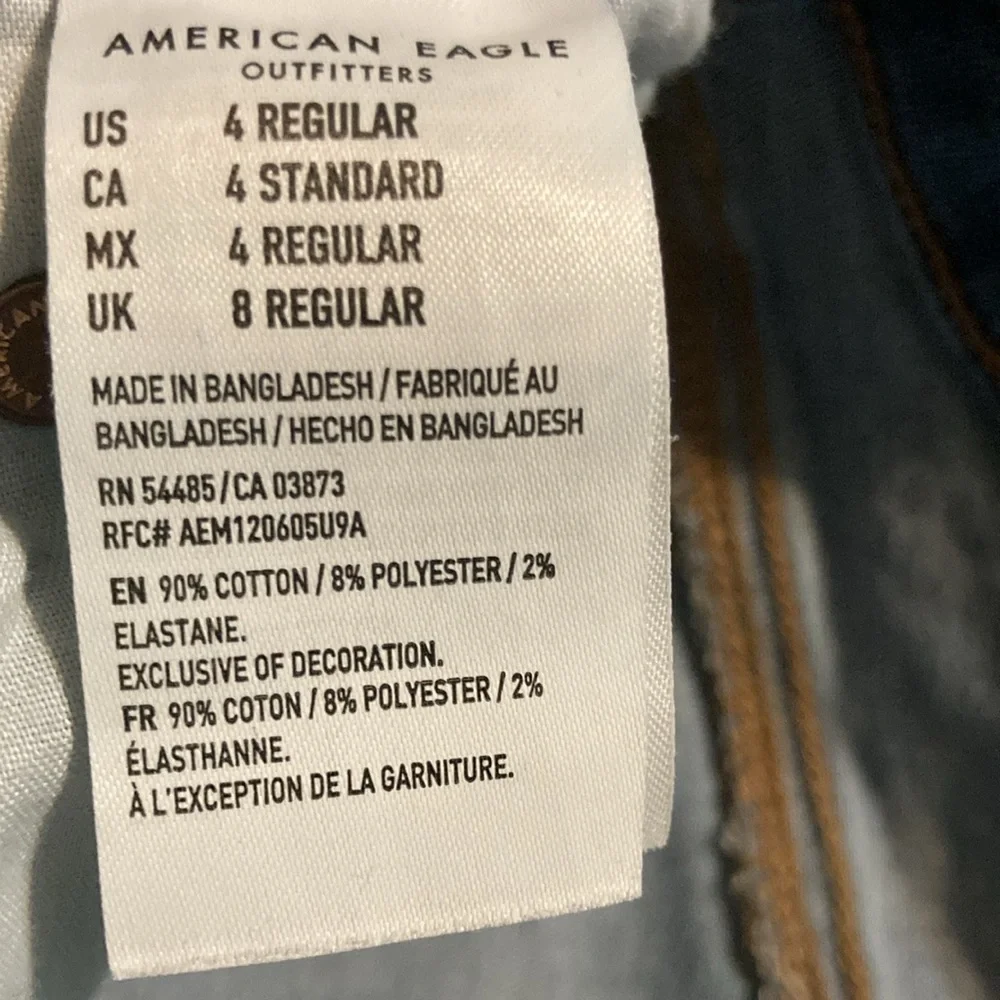 AMERICAN EAGLE
OUTFITTERS
US 4 REGULAR
CA 4 STANDARD
MX 4 REGULAR
UK 8 REGULAR
MADE IN BANGLADESH / FABRIQUÉ AU
BANGLADESH / HECHO EN BANGLADESH
RN 54485 / CA 03873
RFC# AEM120605U9A
EN 90% COTTON / 8% POLYESTER / 2%
ELASTANE.
EXCLUSIVE OF DECORATION.
FR 90% COTON / 8% POLYESTER / 2%
ÉLASTHANNE.
À L'EXCEPTION DE LA GARNITURE.
AMERICAN